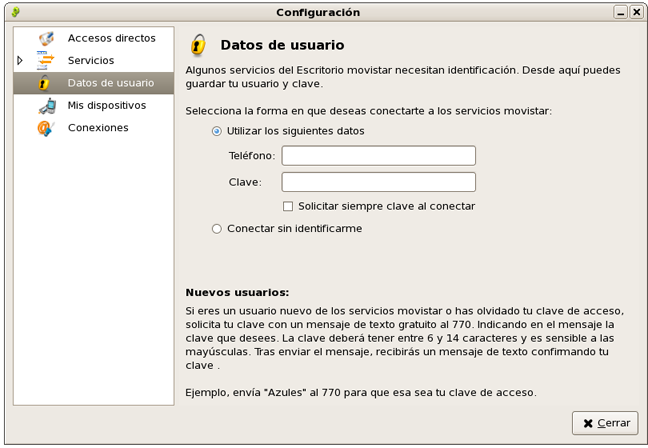 Configuración
Accesos directos
Servicios
Datos de usuario
Mis dispositivos
Conexiones
Datos de usuario
Algunos servicios del Escritorio movistar necesitan identificación. Desde aquí puedes
guardar tu usuario y clave.
Selecciona la forma en que deseas conectarte a los servicios movistar:
Utilizar los siguientes datos
Teléfono:
Clave:
Solicitar siempre clave al conectar
Conectar sin identificarme
Nuevos usuarios:
Si eres un usuario nuevo de los servicios movistar o has olvidado tu clave de acceso,
solicita tu clave con un mensaje de texto gratuito al 770. Indicando en el mensaje la
clave que desees. La clave deberá tener entre 6 y 14 caracteres y es sensible a las
mayúsculas. Tras enviar el mensaje, recibirás un mensaje de texto confirmando tu
clave .
Ejemplo, envía "Azules" al 770 para que esa sea tu clave de acceso.
Cerrar